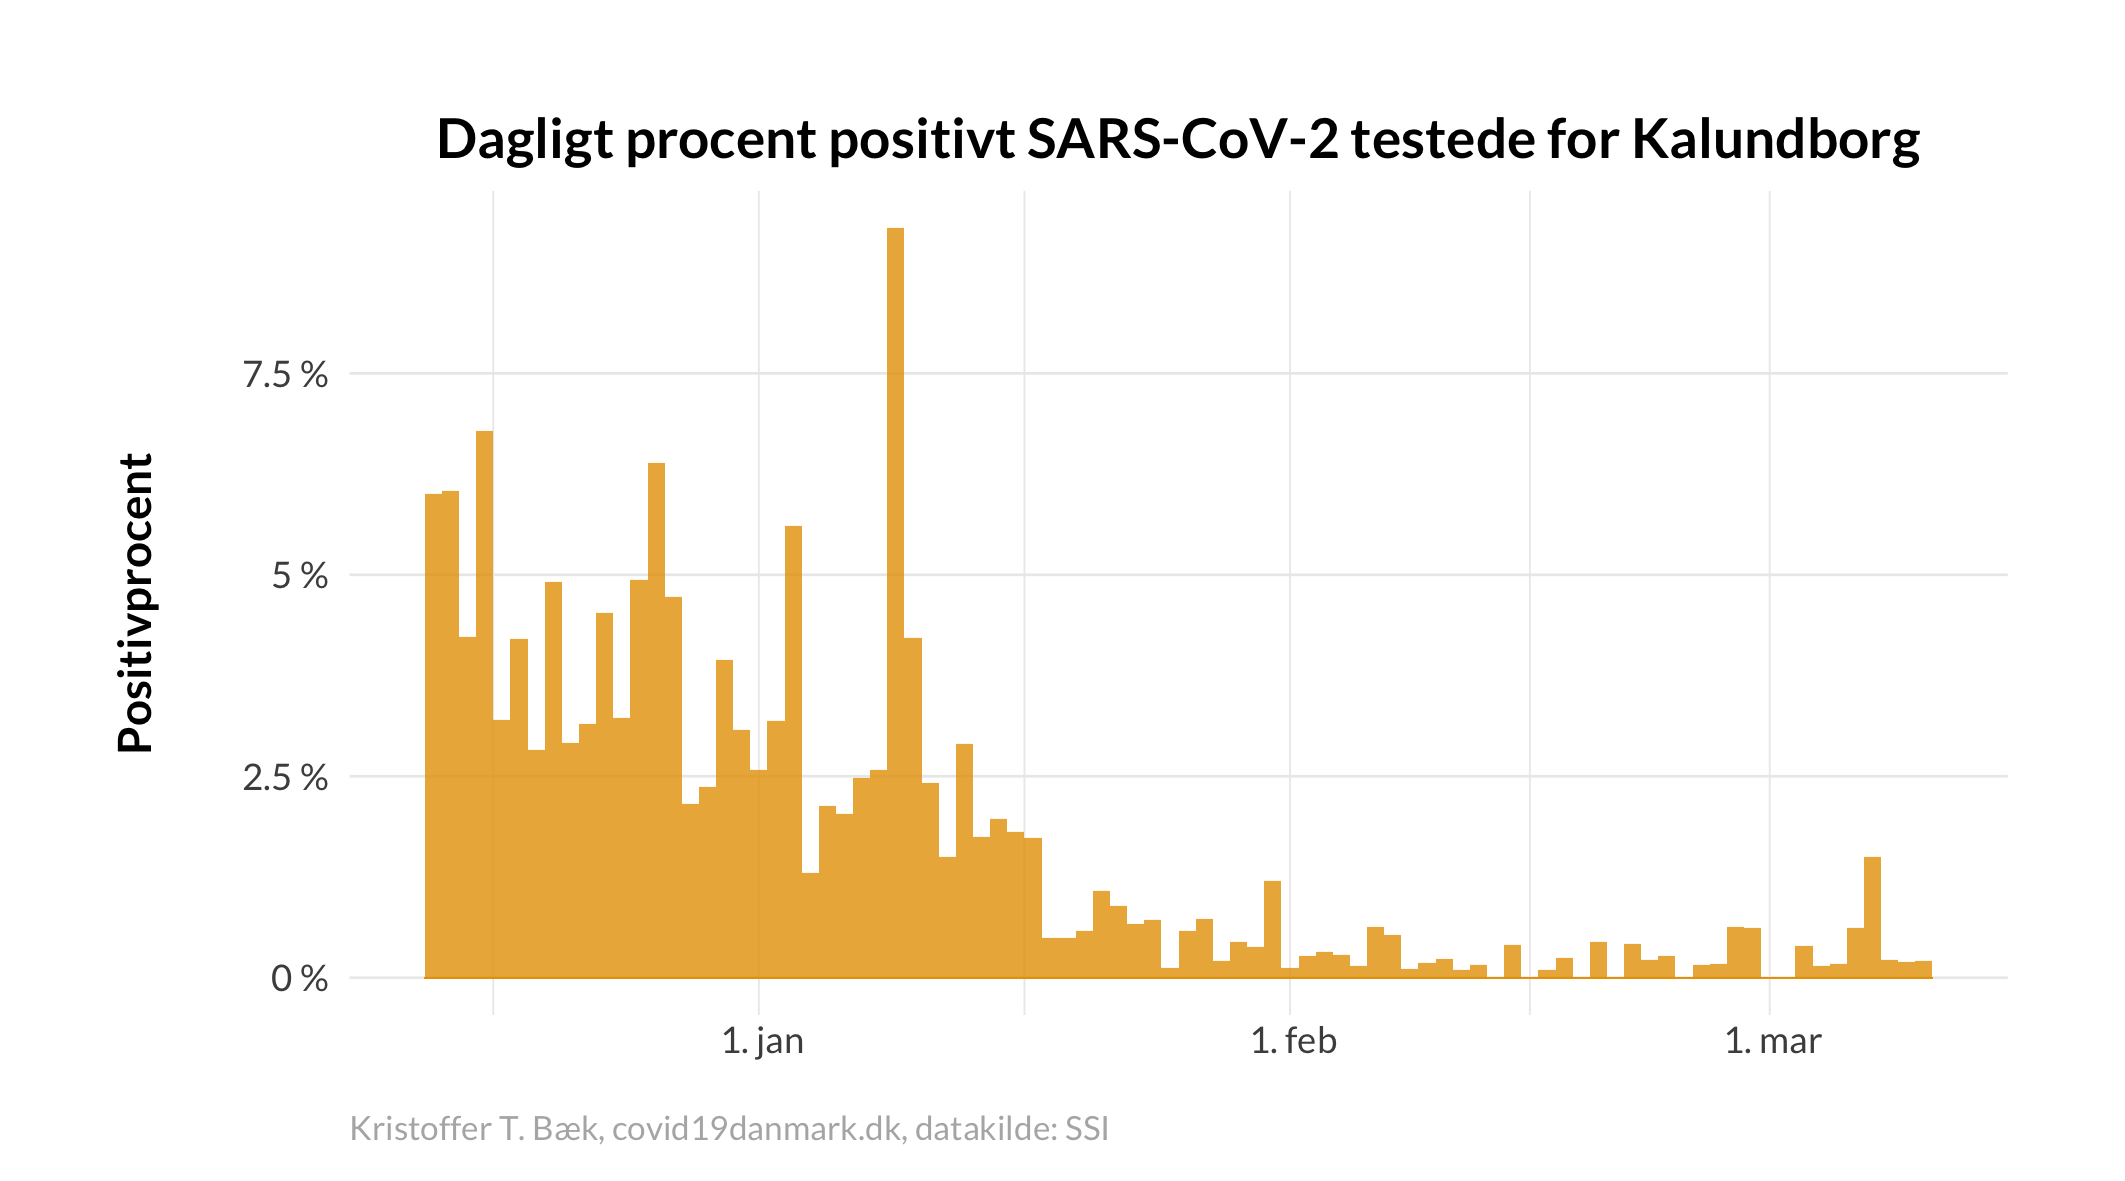 Dagligt procent positivt SARS-CoV-2 testede for Kalundborg
Positivprocent
7.5 %
5 %
2.5 %
0 %
1. jan
1. feb
1. mar
Kristoffer T. Bæk, covid19danmark.dk, datakilde: SSI